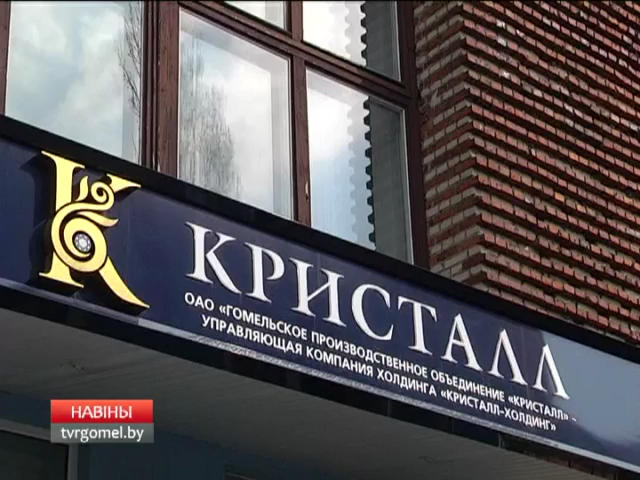 К КРИСТАЛЛ
ОАО «ГОМЕЛЬСКОЕ ПРОИЗВОДСТВЕННОЕ ОБЪЕДИНЕНИЕ «КРИСТАЛЛ» –
УПРАВЛЯЮЩАЯ КОМПАНИЯ ХОЛДИНГА «КРИСТАЛЛ-ХОЛДИНГ»
НАВІНЫ
tvrgomel.by